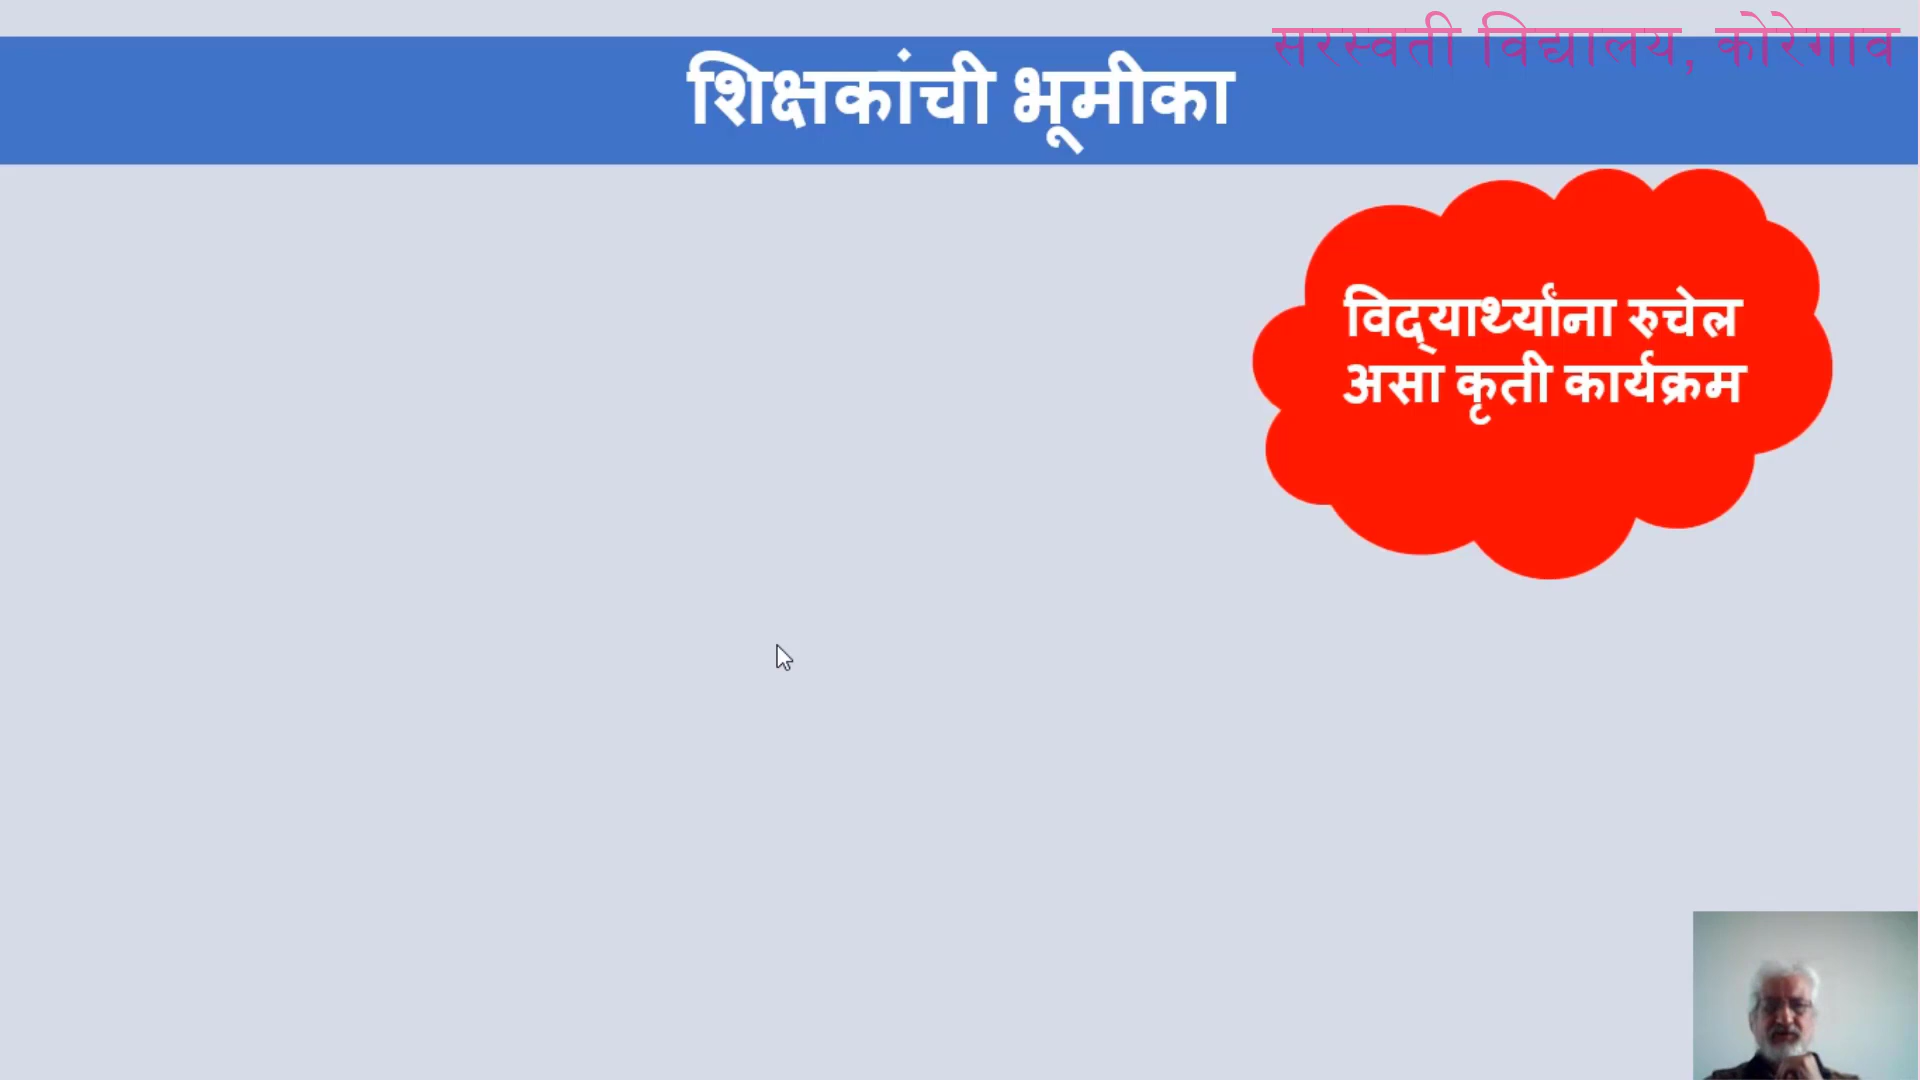 सरस्वती विद्यालय, कोरेगाव
शिक्षकांची भूमीका
विद्‌यार्थ्यांना रुचेल
असा कृती कार्यक्रम